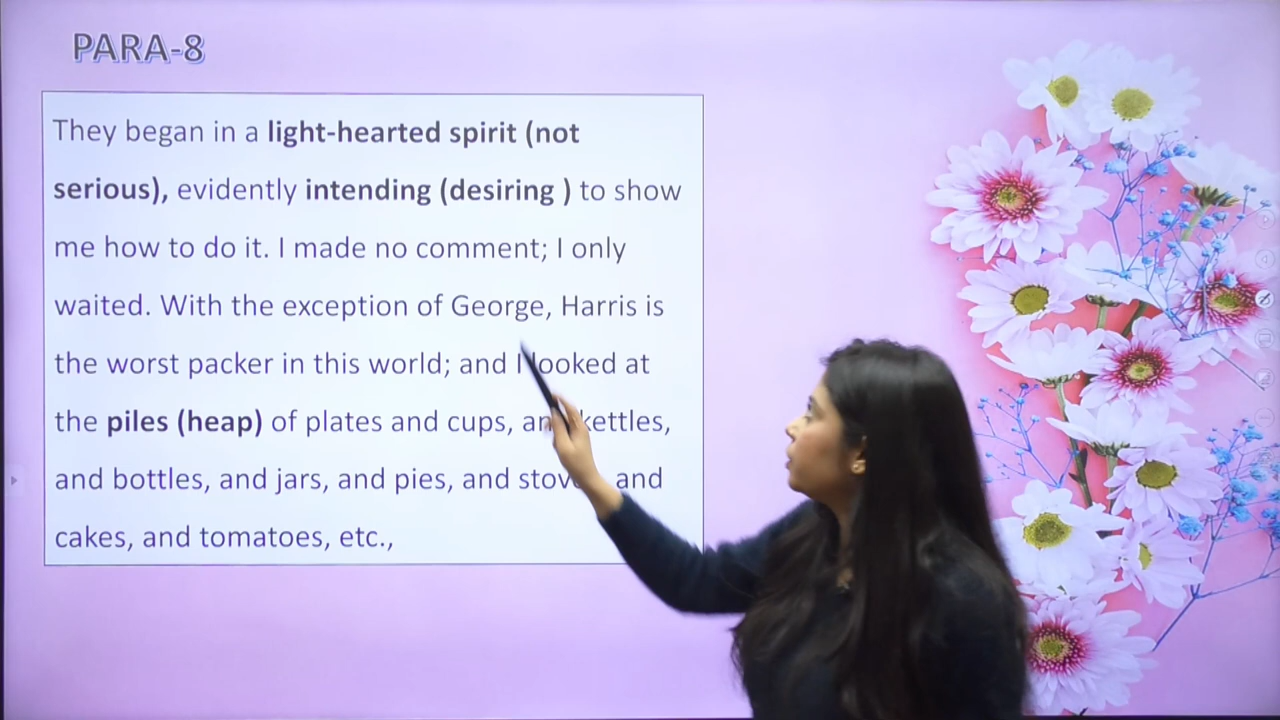 PARA-8
They began in a light-hearted spirit (not
serious), evidently intending (desiring ) to show
me how to do it. I made no comment; I only
waited. With the exception of George, Harris is
the worst packer in this world; and I looked at
the piles (heap) of plates and cups, and kettles,
and bottles, and jars, and pies, and and
cakes, and tomatoes, etc.,